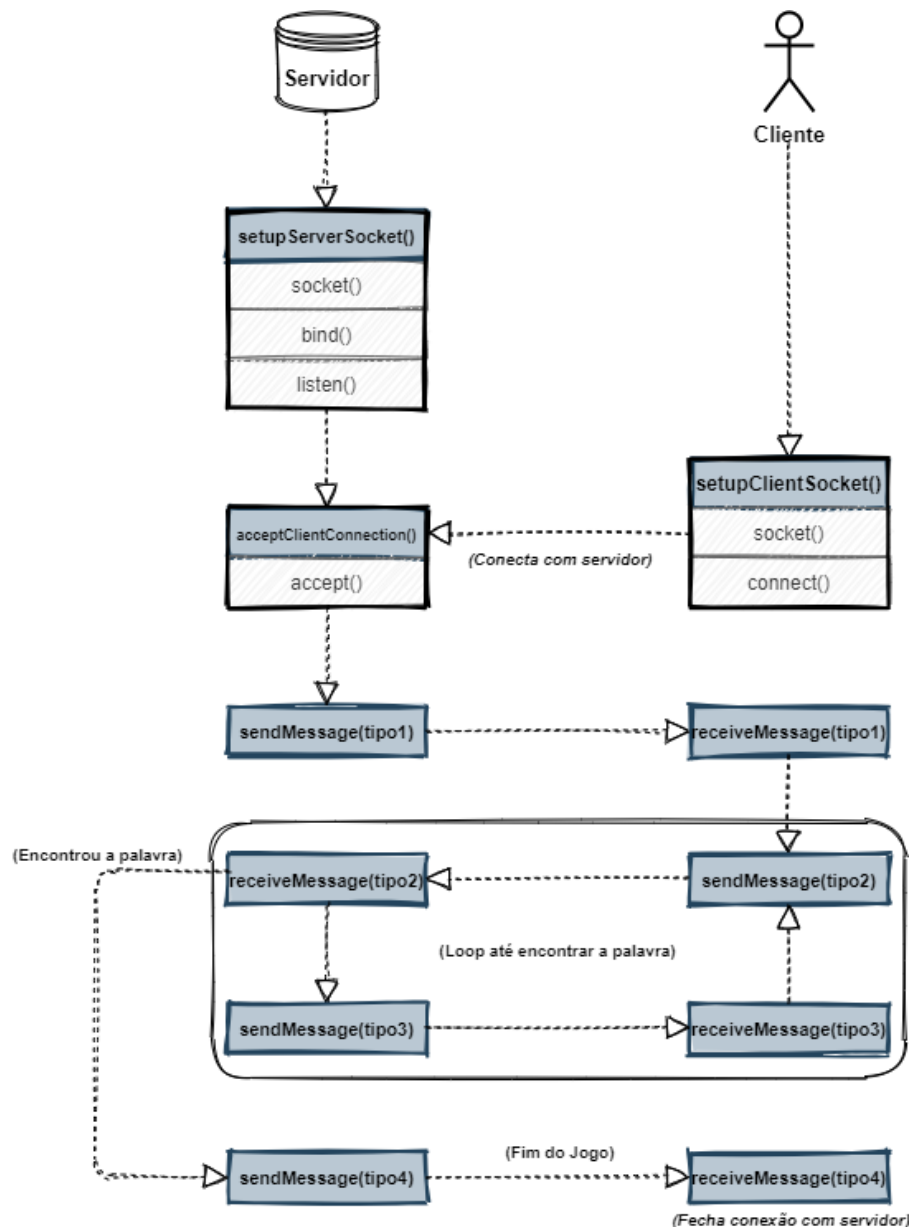 Servidor
Cliente
setupServerSocket()
socket()
bind()
listen()
setupClientSocket()
socket()
connect()
acceptClientConnection()
accept()
(Conecta com servidor)
sendMessage(tipo1)
receiveMessage(tipo1)
(Encontrou a palavra)
receiveMessage(tipo2)
sendMessage(tipo2)
(Loop até encontrar a palavra)
sendMessage(tipo3)
receiveMessage(tipo3)
sendMessage(tipo4)
(Fim do Jogo)
receiveMessage(tipo4)
(Fecha conexão com servidor)